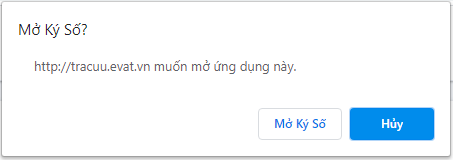 Mở Ký Số?
http://tracuu.evat.vn muốn mở ứng dụng này.
Mở Ký Số
Hủy